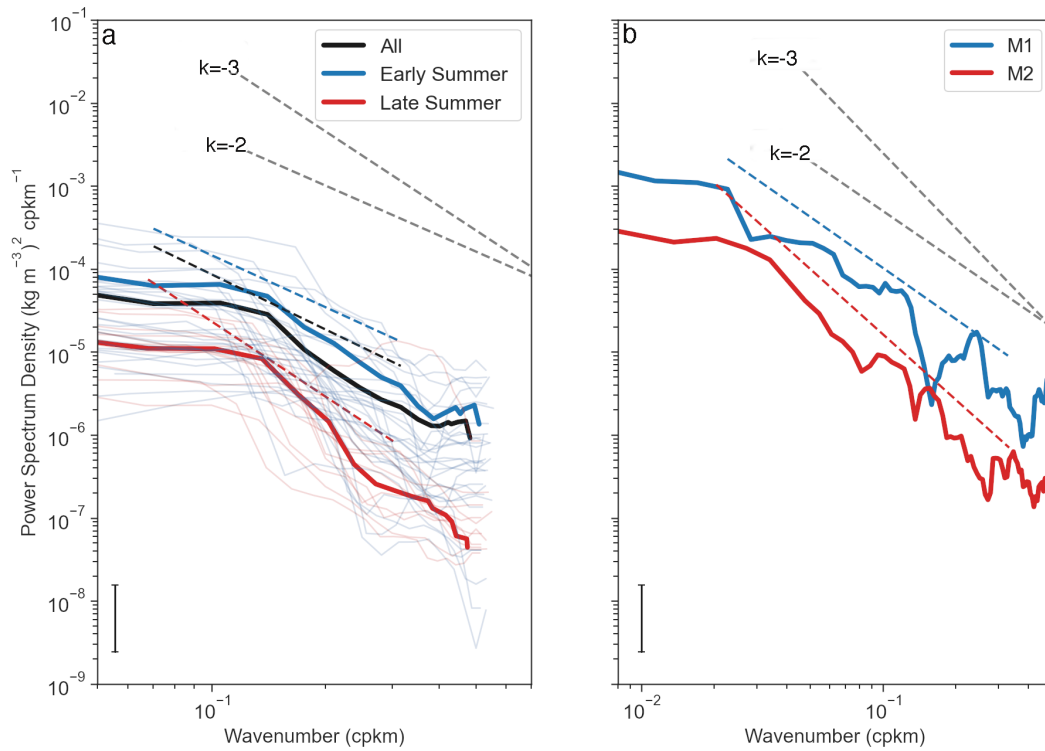 a
All
Early Summer
Late Summer
k=-3
k=-2
10⁻¹
10⁻²
10⁻³
10⁻⁴
10⁻⁵
10⁻⁶
10⁻⁷
10⁻⁸
10⁻⁹
Power Spectrum Density (kg m⁻³)² cpkm⁻¹
10⁻¹
Wavenumber (cpkm)
b
M1
M2
k=-3
k=-2
10⁻²
10⁻¹
Wavenumber (cpkm)